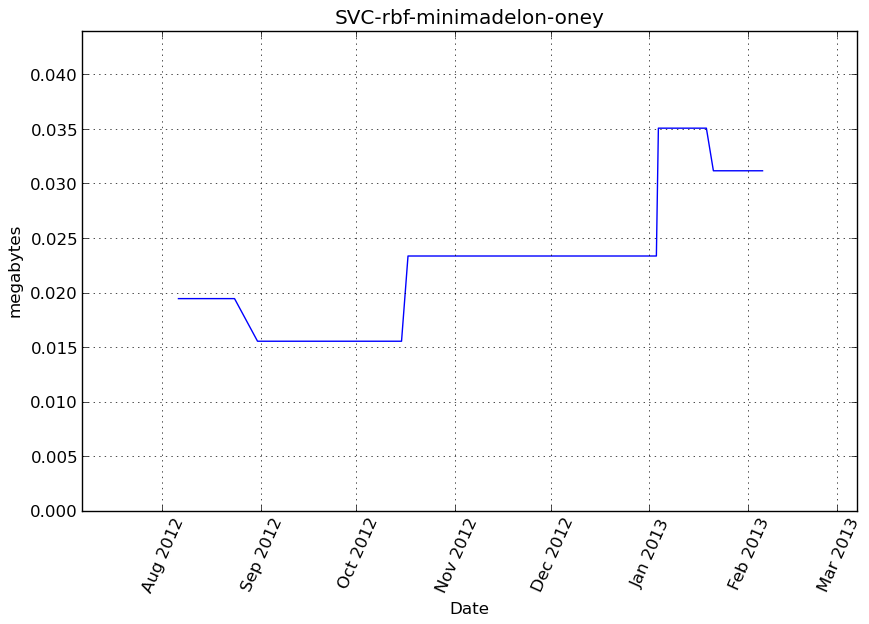 SVC-rbf-minimadelon-oney
megabytes
0.040
0.035
0.030
0.025
0.020
0.015
0.010
0.005
0.000
Aug 2012
Sep 2012
Oct 2012
Nov 2012
Dec 2012
Jan 2013
Feb 2013
Mar 2013
Date